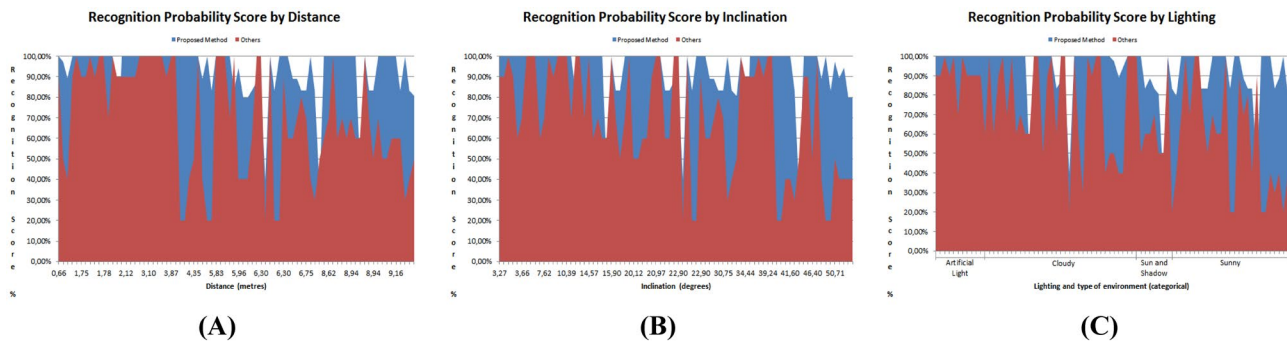 Recognition Probability Score by Distance
Proposed Method Others
Recognition Score %
100,00%
90,00%
80,00%
70,00%
60,00%
50,00%
40,00%
30,00%
20,00%
10,00%
0,00%
0,66 1,75 1,78 2,12 3,10 3,87 4,35 5,83 5,96 6,30 6,30 6,75 8,62 8,94 8,94 9,16
Distance (metres)
(A)
Recognition Probability Score by Inclination
Proposed Method Others
Recognition Score %
100,00%
90,00%
80,00%
70,00%
60,00%
50,00%
40,00%
30,00%
20,00%
10,00%
0,00%
3,27 3,66 7,62 10,39 14,57 15,90 20,12 20,97 22,90 22,90 30,75 34,44 39,24 41,60 46,40 50,71
Inclination (degrees)
(B)
Recognition Probability Score by Lighting
Proposed Method Others
Recognition Score %
100,00%
90,00%
80,00%
70,00%
60,00%
50,00%
40,00%
30,00%
20,00%
10,00%
0,00%
Artificial Light
Cloudy
Sun and Shadow
Sunny
Lighting and type of environment (categorical)
(C)